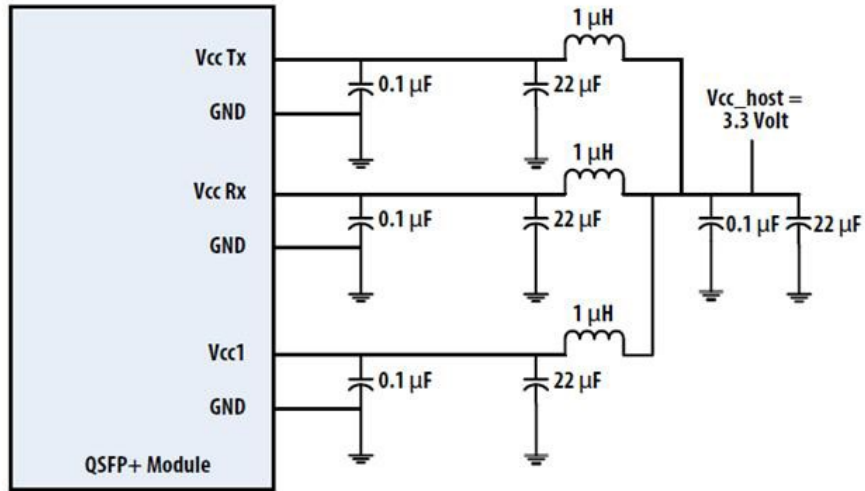 1 μH
Vcc Tx
0.1 μF
22 μF
GND
Vcc_host =
3.3 Volt
1 μH
Vcc Rx
0.1 μF
22 μF
0.1 μF
22 μF
GND
1 μH
Vcc1
0.1 μF
22 μF
GND
QSFP+ Module